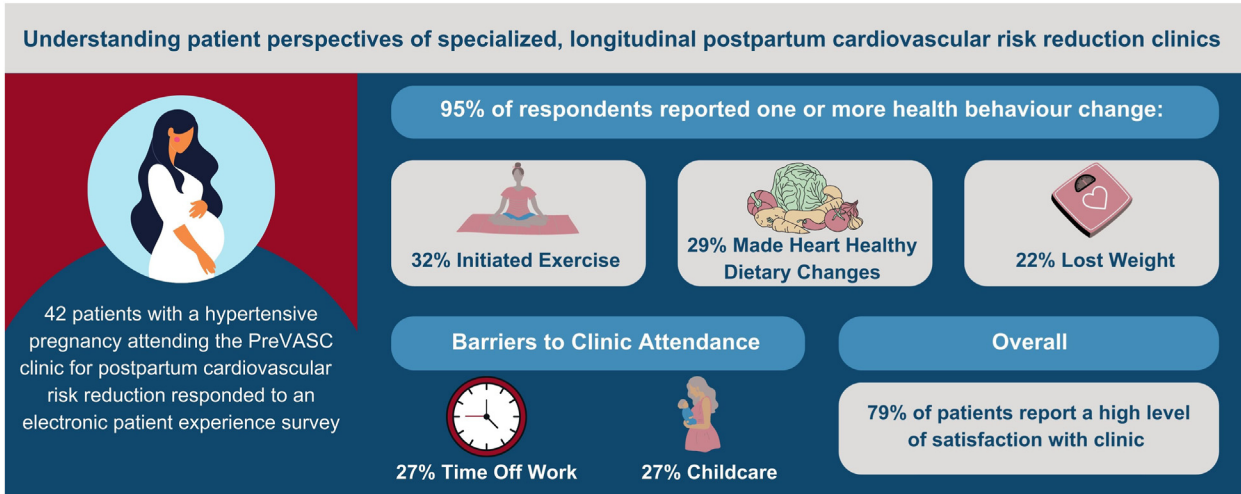 Understanding patient perspectives of specialized, longitudinal postpartum cardiovascular risk reduction clinics
42 patients with a hypertensive
pregnancy attending the PreVASC
clinic for postpartum cardiovascular
risk reduction responded to an
electronic patient experience survey
95% of respondents reported one or more health behaviour change:
32% Initiated Exercise
29% Made Heart Healthy
Dietary Changes
22% Lost Weight
Barriers to Clinic Attendance
27% Time Off Work
27% Childcare
Overall
79% of patients report a high level
of satisfaction with clinic